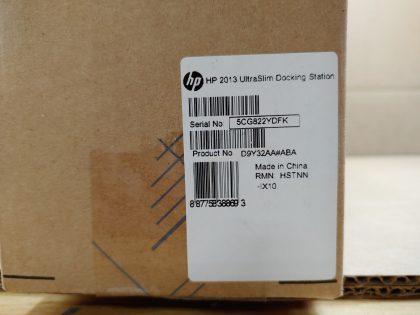 hp HP 2013 UltraSlim Docking Station
Serial No 5CG822YDFK
Product No D9Y32AA#ABA
Made in China
RMN: HSTNN
-IX10
8 87758 38869 3